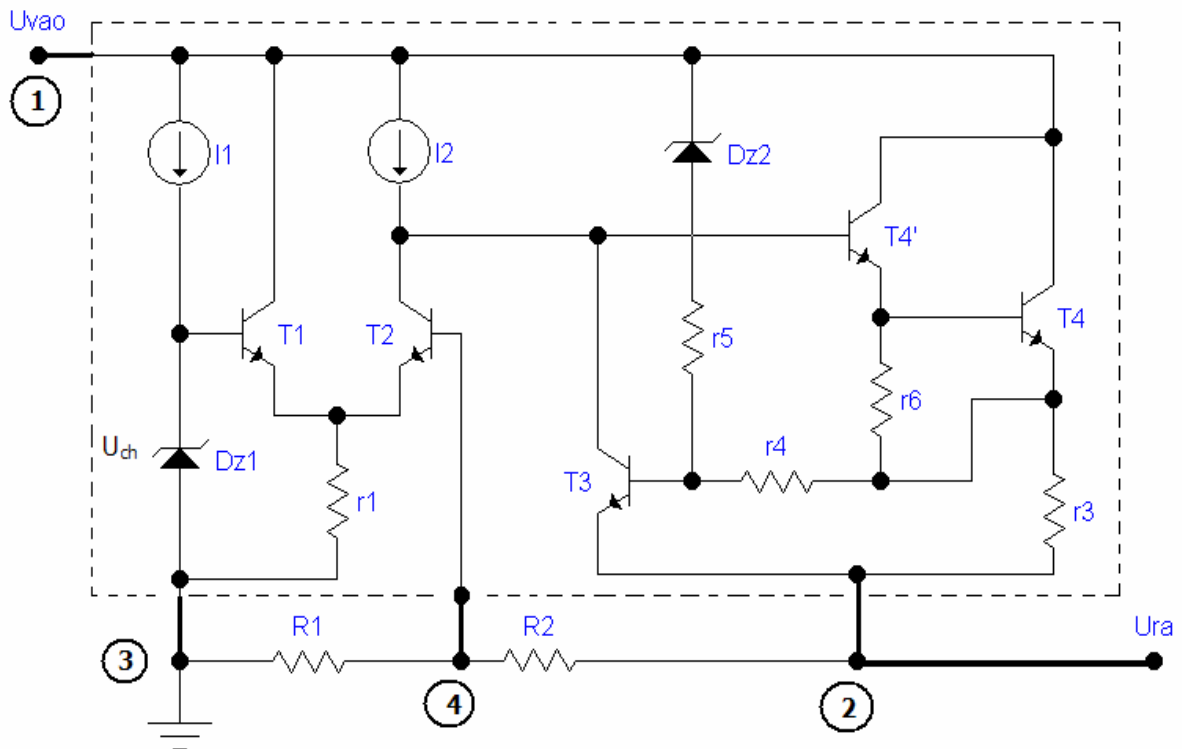 Uvao
1
I1
I2
Dz2
T4'
T1
T2
r5
T4
r6
Uch
Dz1
r4
T3
r1
r3
R1
R2
Ura
3
4
2